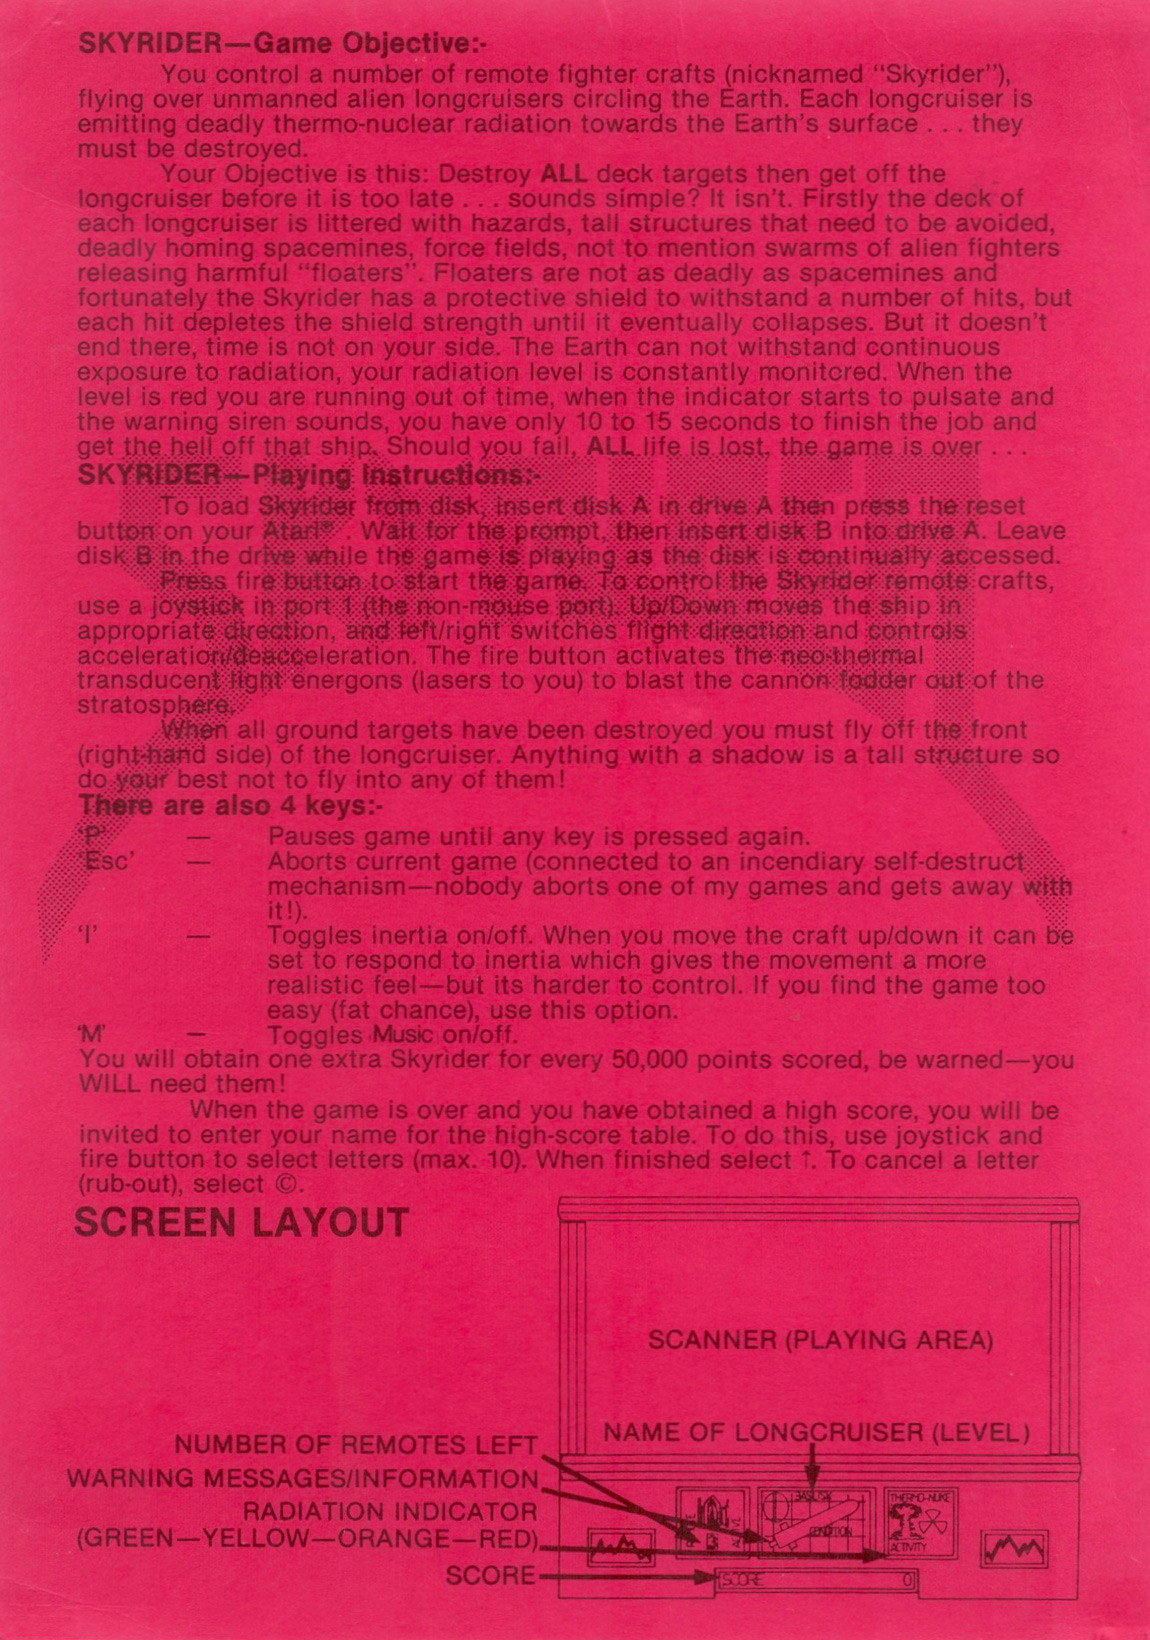 SKYRIDER—Game Objective:-
You control a number of remote fighter crafts (nicknamed “Skyrider”),
flying over unmanned alien longcruisers circling the Earth. Each longcruiser is
emitting deadly thermo-nuclear radiation towards the Earth's surface . . . they
must be destroyed.
Your Objective is this: Destroy ALL deck targets then get off the
longcruiser before it is too late . . . sounds simple? It isn't. Firstly the deck of
each longcruiser is littered with hazards, tall structures that need to be avoided,
deadly homing spacemines, force fields, not to mention swarms of alien fighters
releasing harmful “floaters”. Floaters are not as deadly as spacemines and
fortunately the Skyrider has a protective shield to withstand a number of hits, but
each hit depletes the shield strength until it eventually collapses. But it doesn't
end there, time is not on your side. The Earth can not withstand continuous
exposure to radiation, your radiation level is constantly monitored. When the
level is red you are running out of time, when the indicator starts to pulsate and
the warning siren sounds, you have only 10 to 15 seconds to finish the job and
get the hell off that ship. Should you fail, ALL life is lost, the game is over . . .
SKYRIDER—Playing Instructions:-
To load Skyrider from disk, insert disk A in drive A then press the reset
button on your Atari® . Wait for the prompt, then insert disk B into drive A. Leave
disk B in the drive while the game is playing as the disk is continually accessed.
Press fire button to start the game. To control the Skyrider remote crafts,
use a joystick in port 1 (the non-mouse port). Up/Down moves the ship in
appropriate direction, and left/right switches flight direction and controls
acceleration/deacceleration. The fire button activates the neo-thermal
transducent light energons (lasers to you) to blast the cannon fodder out of the
stratosphere.
When all ground targets have been destroyed you must fly off the front
(right-hand side) of the longcruiser. Anything with a shadow is a tall structure so
do your best not to fly into any of them!
There are also 4 keys:-
‘P’ — Pauses game until any key is pressed again.
‘Esc’ — Aborts current game (connected to an incendiary self-destruct
mechanism—nobody aborts one of my games and gets away with
it!).
‘I’ — Toggles inertia on/off. When you move the craft up/down it can be
set to respond to inertia which gives the movement a more
realistic feel—but its harder to control. If you find the game too
easy (fat chance), use this option.
‘M’ — Toggles Music on/off.
You will obtain one extra Skyrider for every 50,000 points scored, be warned—you
WILL need them!
When the game is over and you have obtained a high score, you will be
invited to enter your name for the high-score table. To do this, use joystick and
fire button to select letters (max. 10). When finished select ↑. To cancel a letter
(rub-out), select ©.
SCREEN LAYOUT
SCANNER (PLAYING AREA)
NAME OF LONGCRUISER (LEVEL)
NUMBER OF REMOTES LEFT
WARNING MESSAGES/INFORMATION
RADIATION INDICATOR
(GREEN—YELLOW—ORANGE—RED)
SCORE
BASILISK
CONDITION
THERMO-NUKE
ACTIVITY
3
SCORE 0